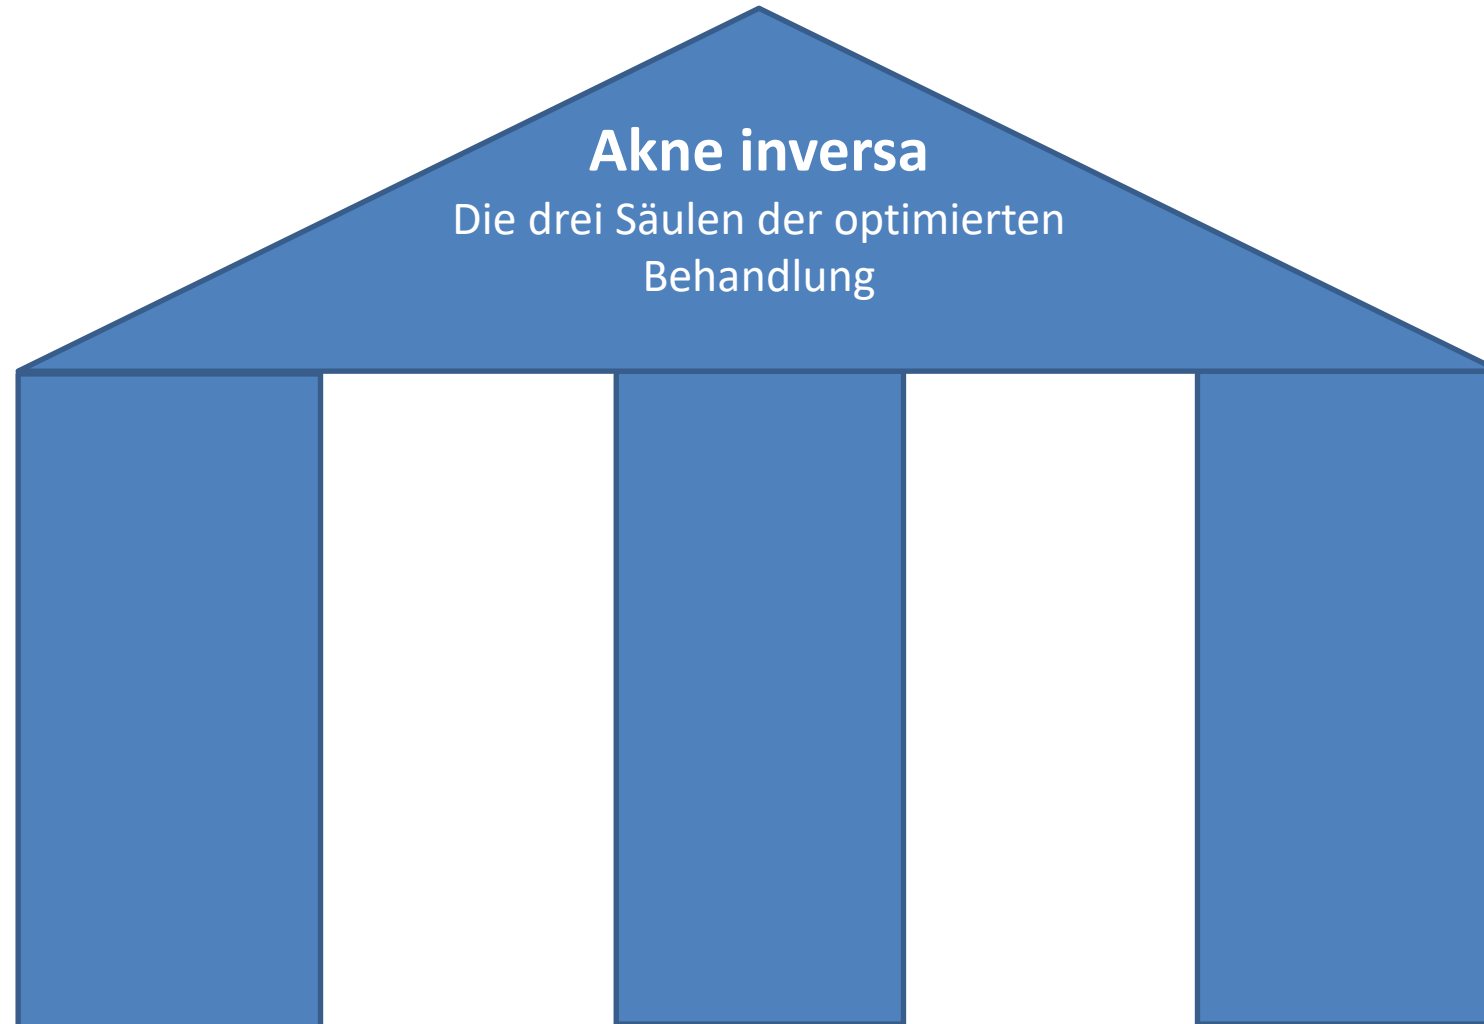 Akne inversa
Die drei Säulen der optimierten
Behandlung